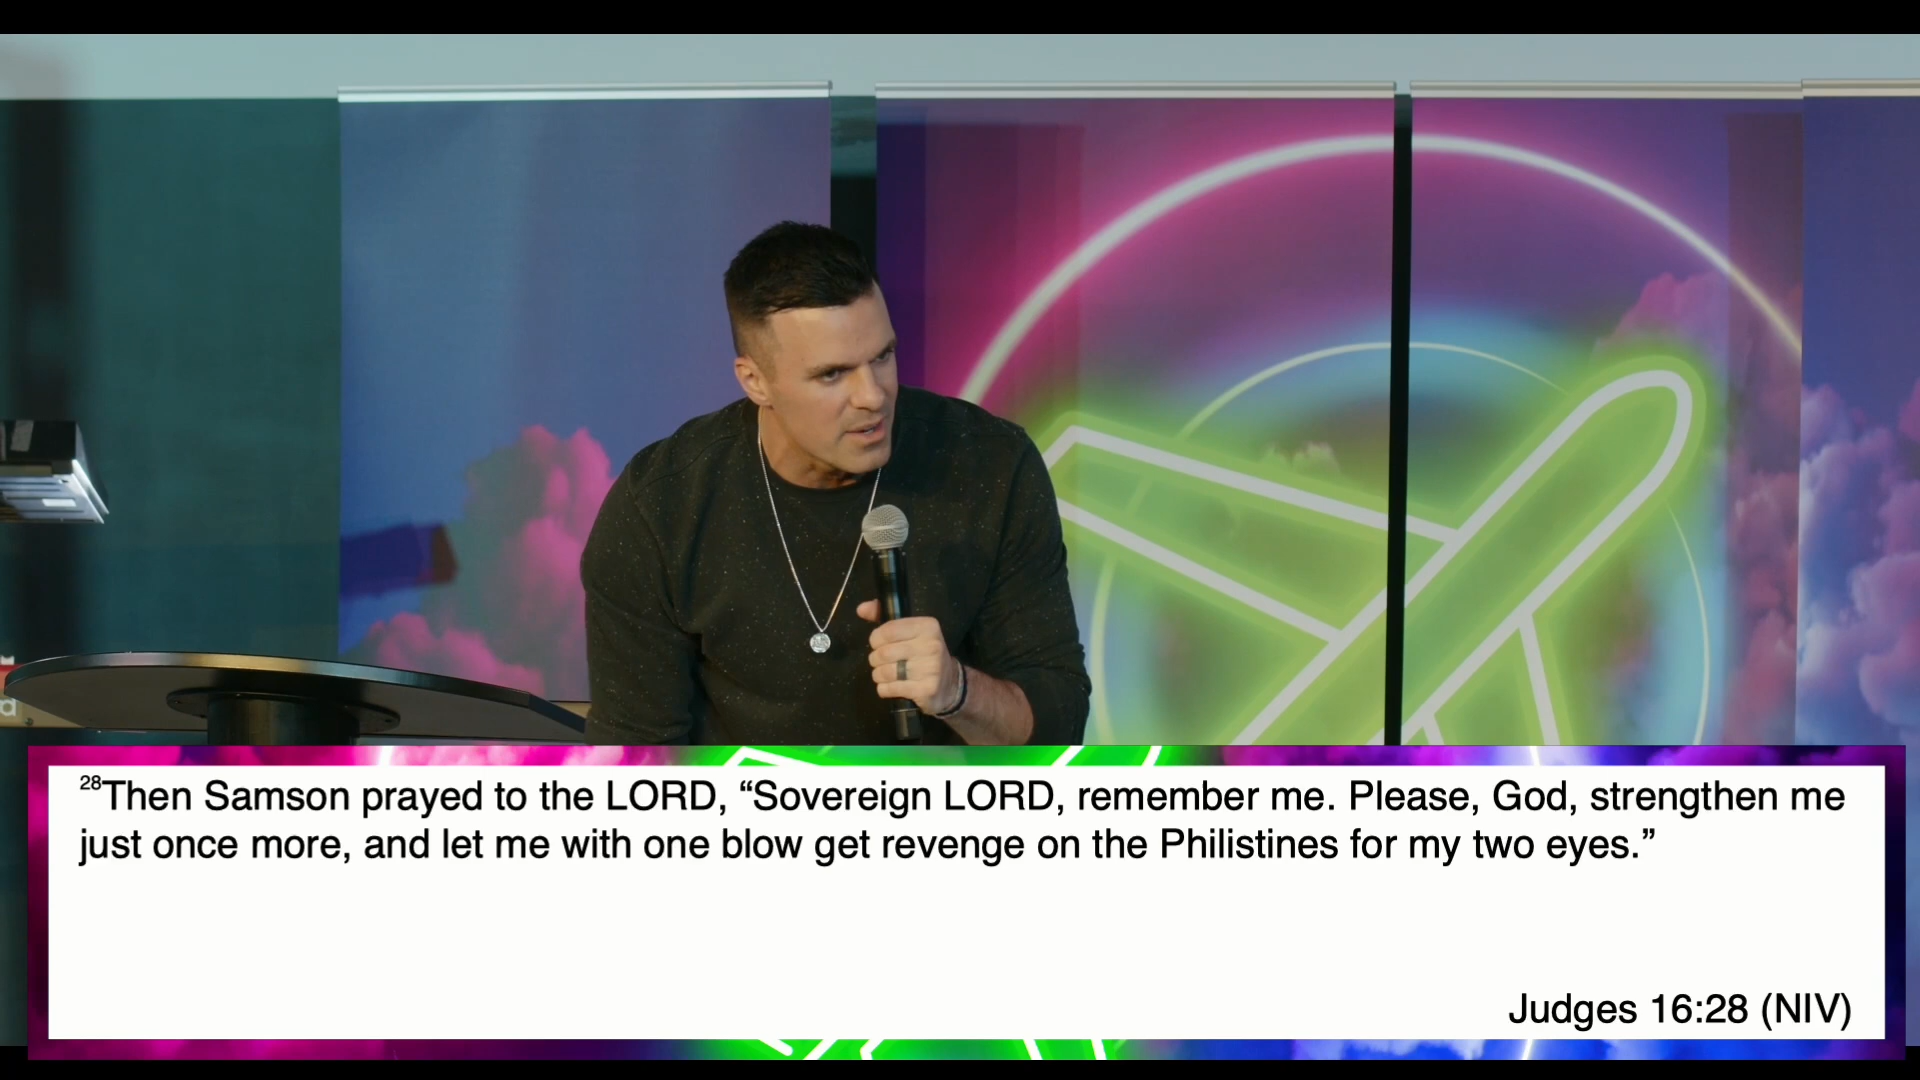 28Then Samson prayed to the LORD, “Sovereign LORD, remember me. Please, God, strengthen me
just once more, and let me with one blow get revenge on the Philistines for my two eyes.”
Judges 16:28 (NIV)